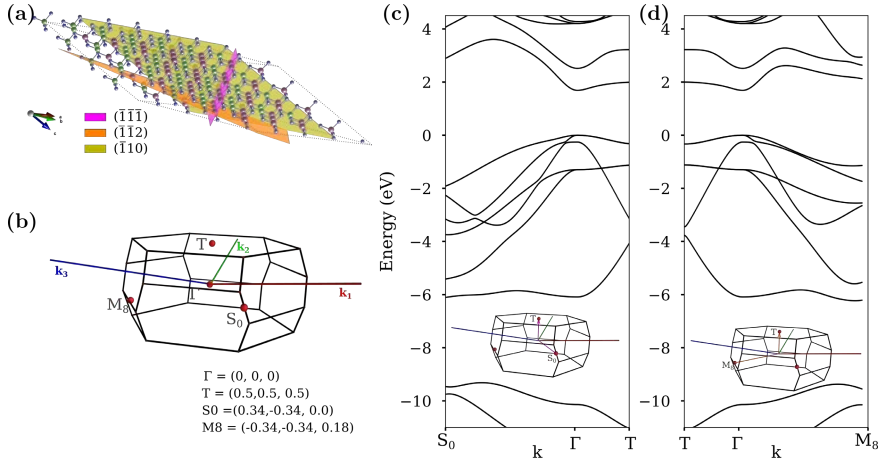 (a)
(1̅1̅1̅)
(1̅1̅2)
(1̅10)
(b)
T
k₂
k₃
Γ
k₁
M₈
S₀
Γ = (0, 0, 0)
T = (0.5,0.5, 0.5)
S0 =(0.34,-0.34, 0.0)
M8 = (-0.34,-0.34, 0.18)
(c)
Energy (eV)
4
2
0
−2
−4
−6
−8
−10
T
S₀
S₀
Γ
T
k
(d)
4
2
0
−2
−4
−6
−8
−10
T
M₈
T
Γ
M₈
k